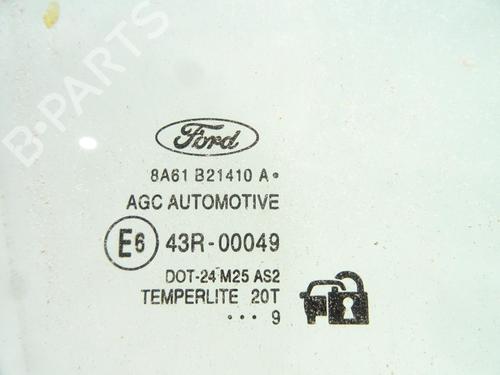 B-PARTS
Ford
8A61 B21410 A•
AGC AUTOMOTIVE
E6 43R-00049
DOT-24 M25 AS2
TEMPERLITE 20T
••• 9